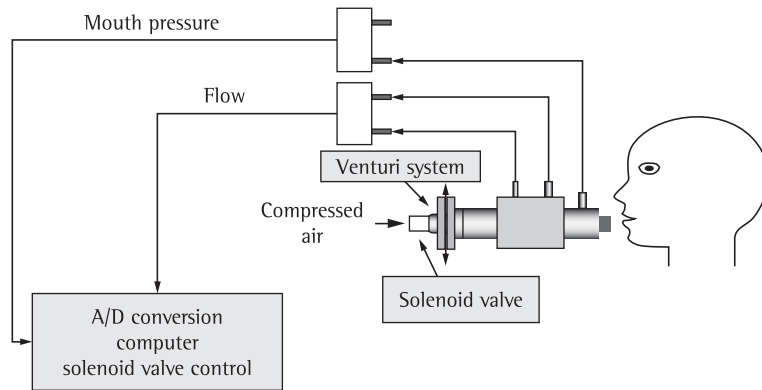 Mouth pressure
Flow
Venturi system
Compressed
air
Solenoid valve
A/D conversion
computer
solenoid valve control